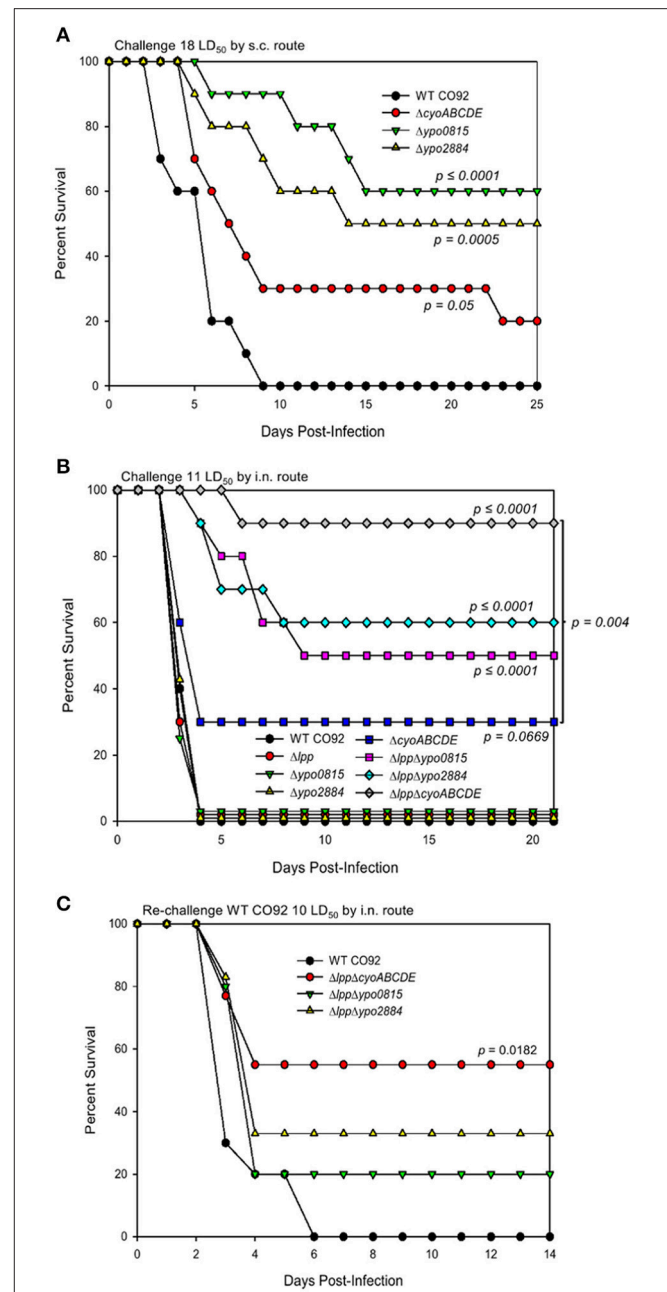 A
Challenge 18 LD50 by s.c. route
100
80
60
40
20
0
Percent Survival
WT CO92
ΔcyoABCDE
Δypo0815
Δypo2884
p ≤ 0.0001
p = 0.0005
p = 0.05
0 5 10 15 20 25
Days Post-Infection
B
Challenge 11 LD50 by i.n. route
100
80
60
40
20
0
Percent Survival
p ≤ 0.0001
p ≤ 0.0001
p = 0.004
p ≤ 0.0001
p = 0.0669
WT CO92
Δlpp
Δypo0815
Δypo2884
ΔcyoABCDE
ΔlppΔypo0815
ΔlppΔypo2884
ΔlppΔcyoABCDE
0 5 10 15 20
Days Post-Infection
C
Re-challenge WT CO92 10 LD50 by i.n. route
100
80
60
40
20
0
Percent Survival
WT CO92
ΔlppΔcyoABCDE
ΔlppΔypo0815
ΔlppΔypo2884
p = 0.0182
0 2 4 6 8 10 12 14
Days Post-Infection